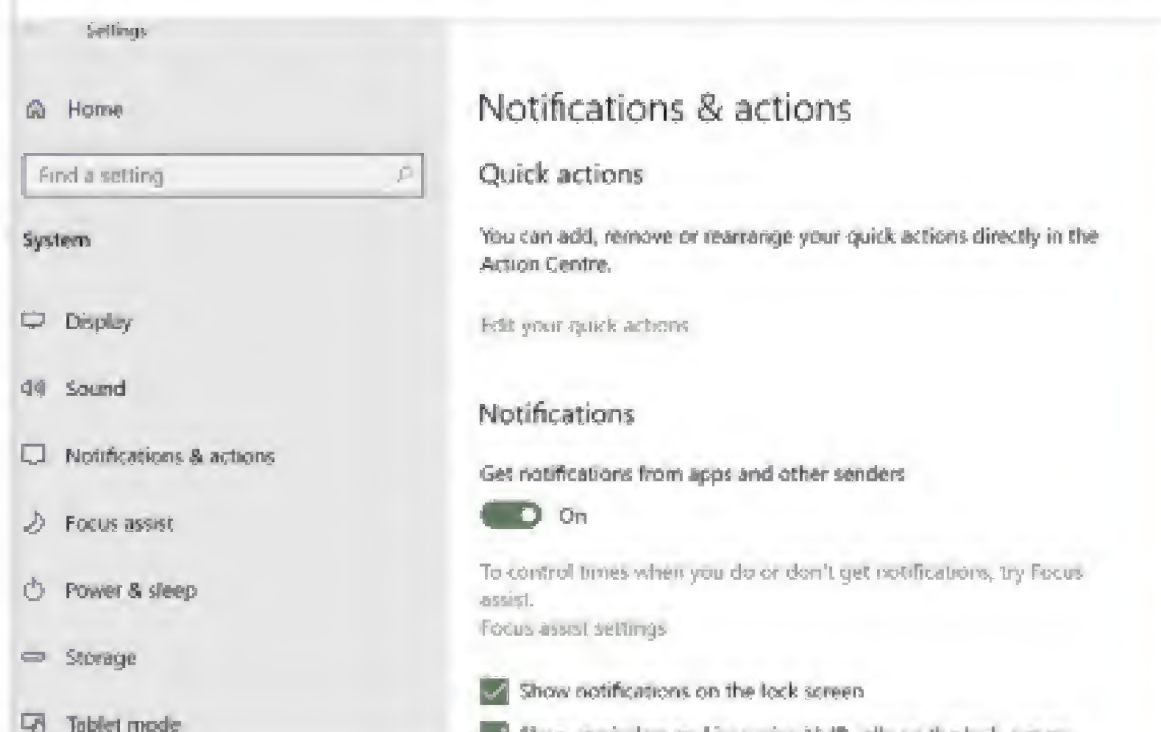 Settings
Home
Find a setting
System
Display
Sound
Notifications & actions
Focus assist
Power & sleep
Storage
Tablet mode
Notifications & actions
Quick actions
You can add, remove or rearrange your quick actions directly in the
Action Centre.
Edit your quick actions
Notifications
Get notifications from apps and other senders
On
To control times when you do or don't get notifications, try Focus
assist.
Focus assist settings
Show notifications on the lock screen